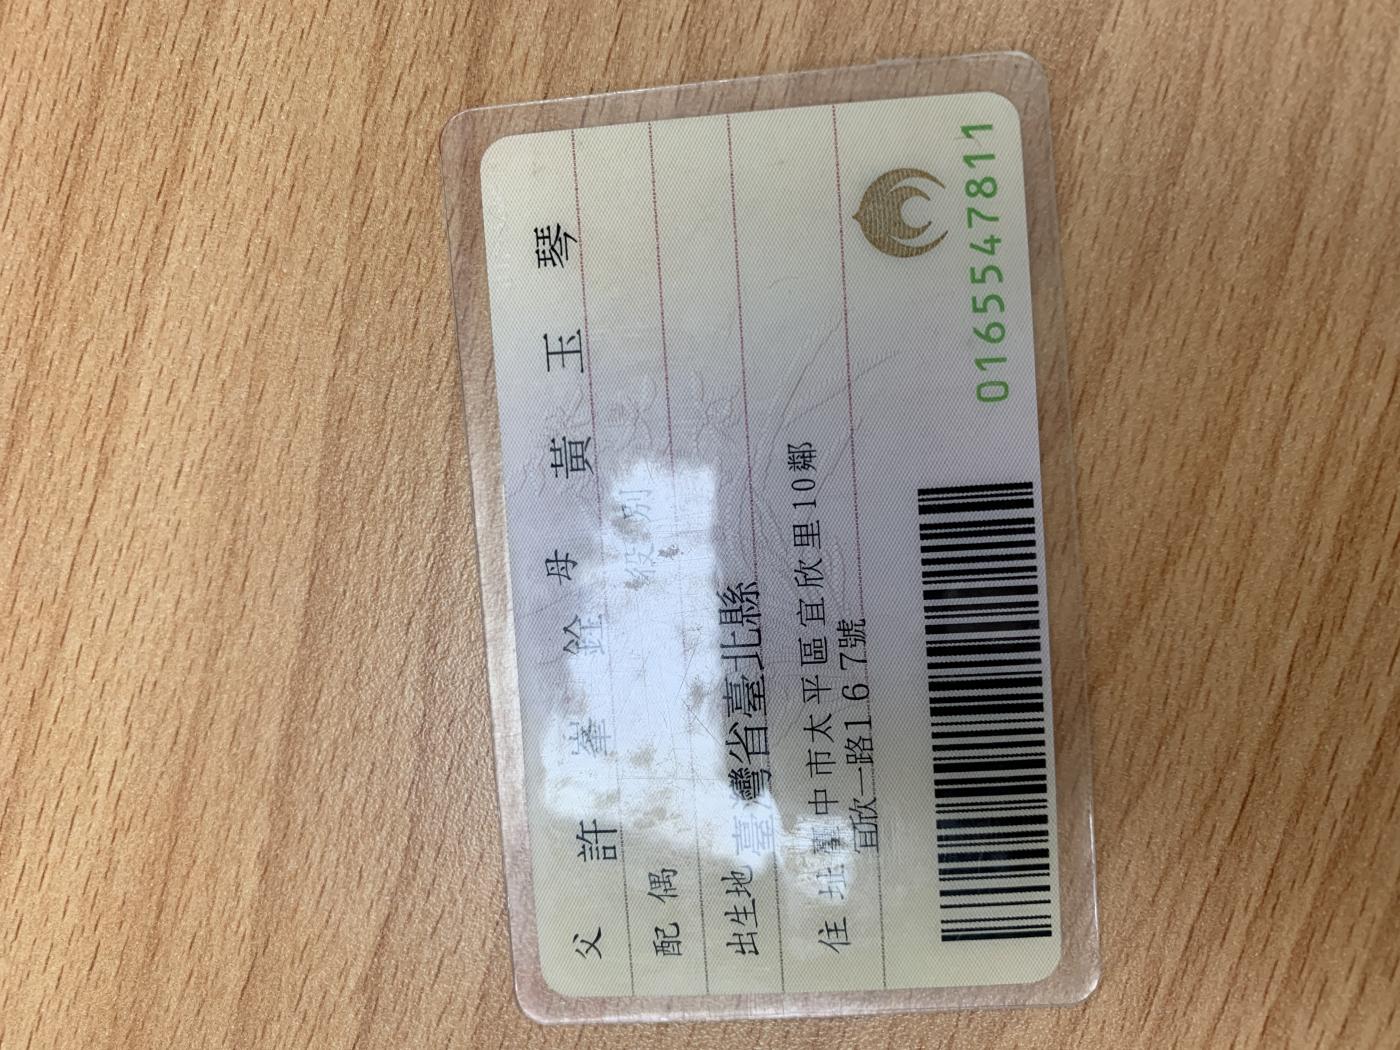 父 許峯銓 母 黃玉琴
配偶 役別
出生地 臺灣省臺北縣
住址 臺中市太平區宜欣里10鄰
宜欣一路167號
0165547811